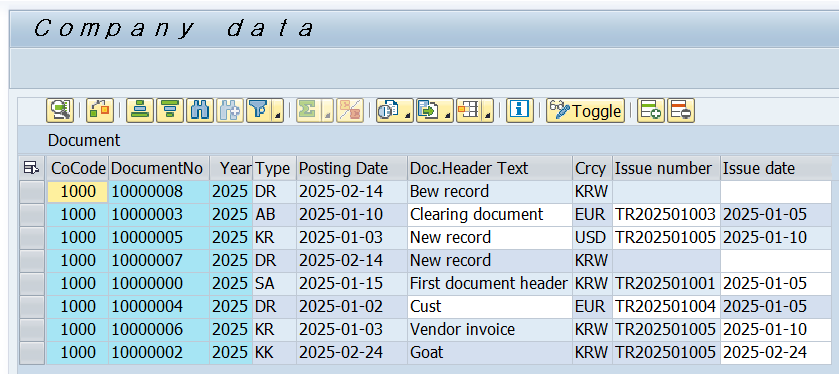 Company data
Toggle
Document
CoCode DocumentNo Year Type Posting Date Doc.Header Text Crcy Issue number Issue date
1000 10000008 2025 DR 2025-02-14 Bew record KRW
1000 10000003 2025 AB 2025-01-10 Clearing document EUR TR202501003 2025-01-05
1000 10000005 2025 KR 2025-01-03 New record USD TR202501005 2025-01-10
1000 10000007 2025 DR 2025-02-14 New record KRW
1000 10000000 2025 SA 2025-01-15 First document header KRW TR202501001 2025-01-05
1000 10000004 2025 DR 2025-01-02 Cust EUR TR202501004 2025-01-05
1000 10000006 2025 KR 2025-01-03 Vendor invoice KRW TR202501005 2025-01-10
1000 10000002 2025 KK 2025-02-24 Goat KRW TR202501005 2025-02-24